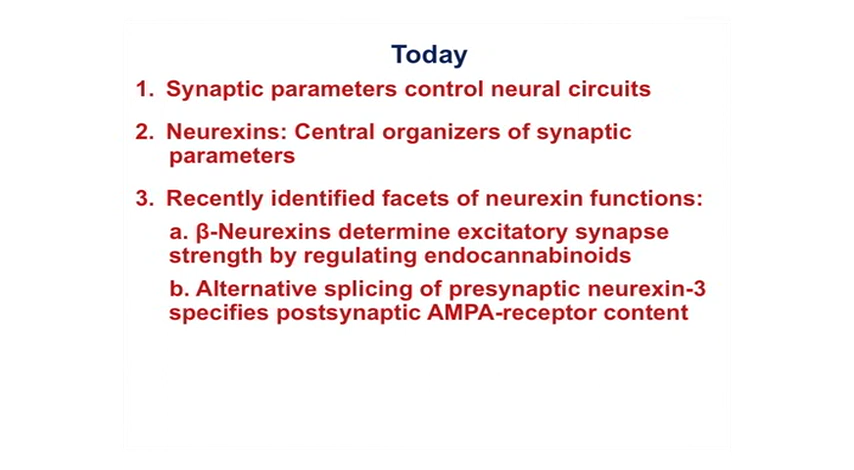 Today
1. Synaptic parameters control neural circuits
2. Neurexins: Central organizers of synaptic
parameters
3. Recently identified facets of neurexin functions:
a. β-Neurexins determine excitatory synapse
strength by regulating endocannabinoids
b. Alternative splicing of presynaptic neurexin-3
specifies postsynaptic AMPA-receptor content